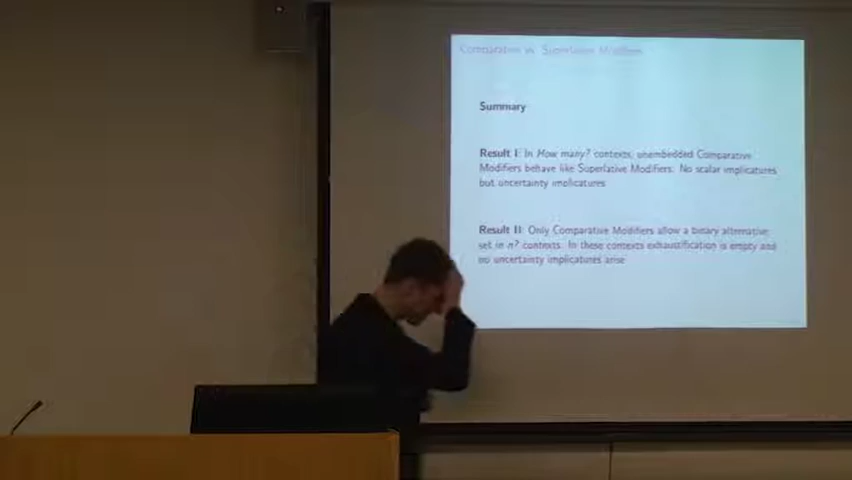 Comparative vs. Superlative Modifiers
Summary
Result I: In How many? contexts, unembedded Comparative
Modifiers behave like Superlative Modifiers. No scalar implicatures
but uncertainty implicatures
Result II: Only Comparative Modifiers allow a binary alternative
set in n? contexts. In these contexts exhaustification is empty and
no uncertainty implicatures arise